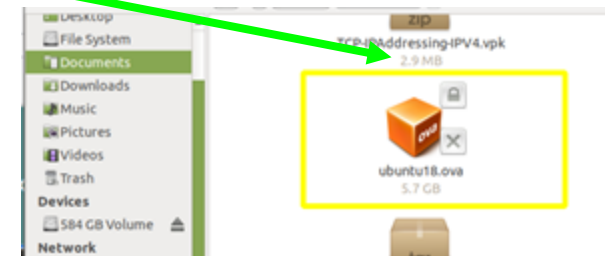 Desktop
File System
Documents
Downloads
Music
Pictures
Videos
Trash
Devices
584 GB Volume
Network
zip
TCP-IPAddressing-IPV4.vpk
2.9 MB
ova
ubuntu18.ova
5.7 GB